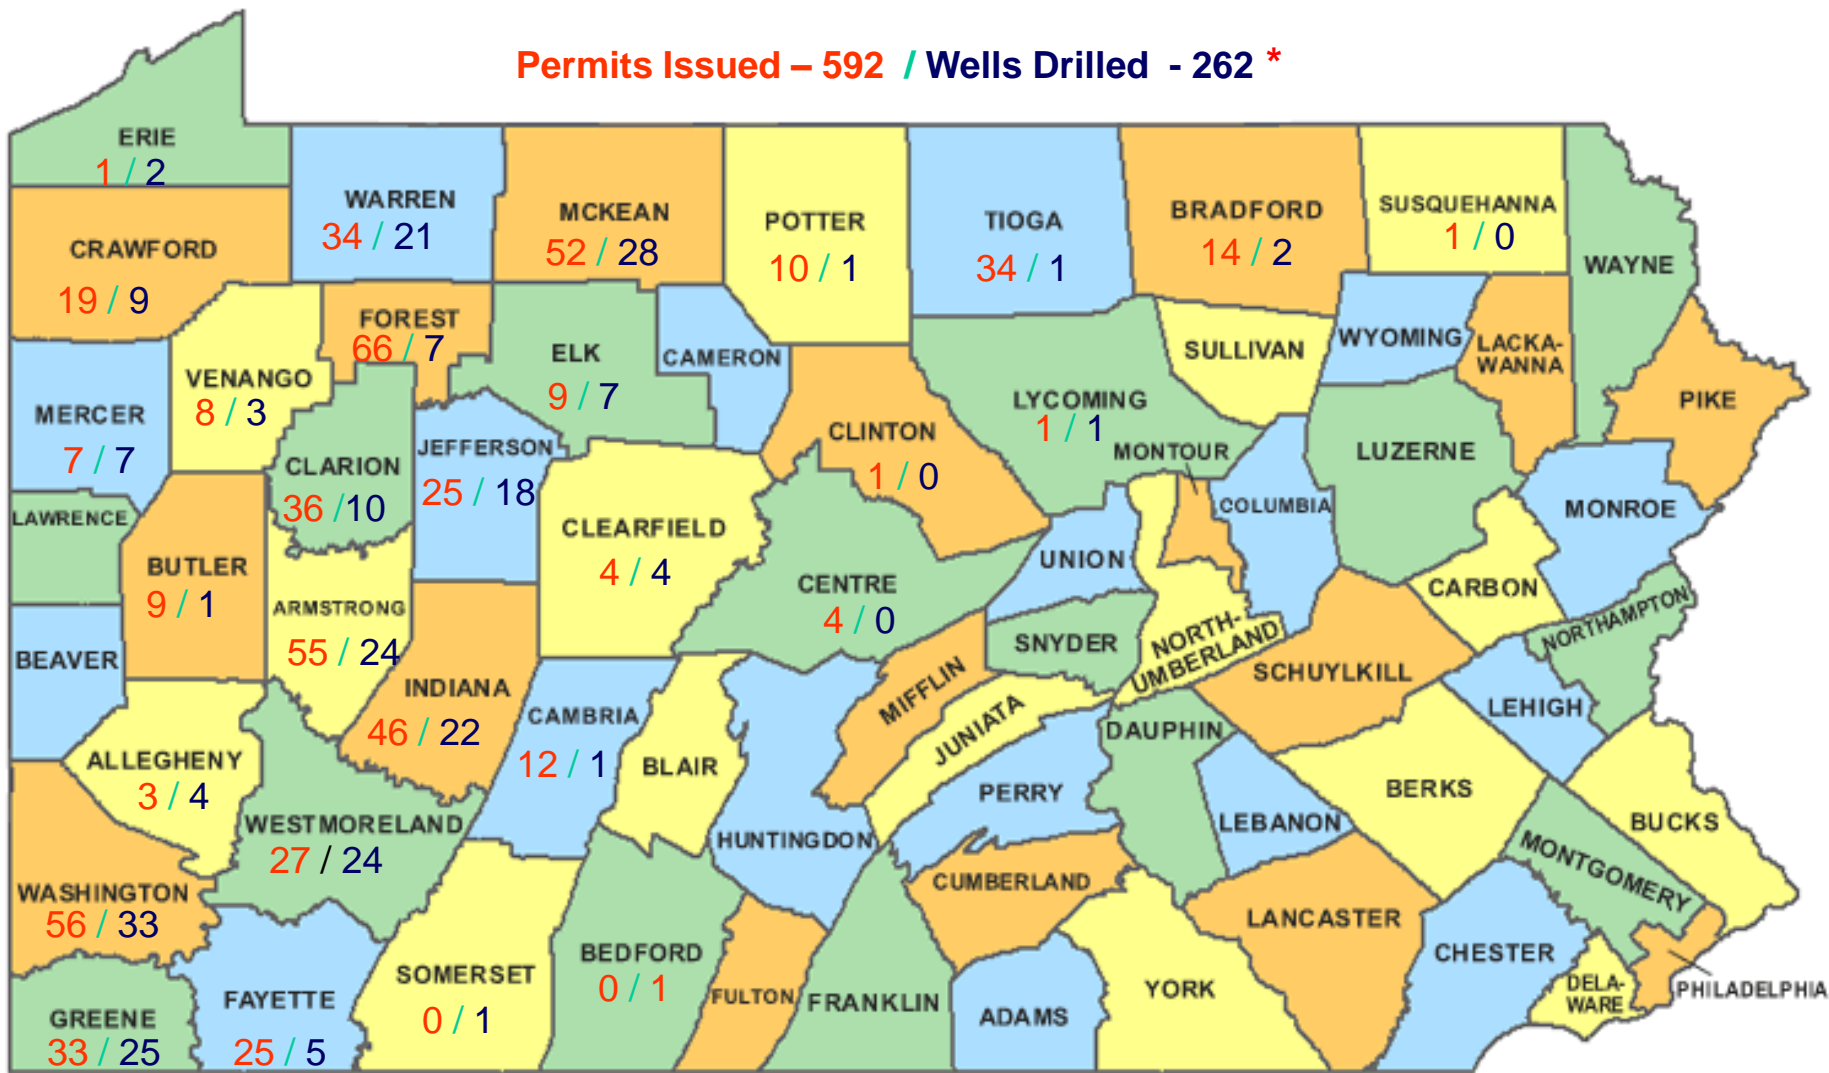 Permits Issued – 592 / Wells Drilled - 262 *
ERIE
1 / 2
WARREN
34 / 21
MCKEAN
52 / 28
POTTER
10 / 1
TIOGA
34 / 1
BRADFORD
14 / 2
SUSQUEHANNA
1 / 0
WAYNE
CRAWFORD
19 / 9
FOREST
66 / 7
ELK
9 / 7
CAMERON
SULLIVAN
WYOMING
LACKA-
WANNA
PIKE
MERCER
7 / 7
VENANGO
8 / 3
CLARION
36 /10
JEFFERSON
25 / 18
CLINTON
1 / 0
LYCOMING
1 / 1
MONTOUR
COLUMBIA
LUZERNE
MONROE
LAWRENCE
BUTLER
9 / 1
ARMSTRONG
55 / 24
CLEARFIELD
4 / 4
CENTRE
4 / 0
UNION
SNYDER
NORTH-
UMBERLAND
CARBON
NORTHAMPTON
BEAVER
INDIANA
46 / 22
CAMBRIA
12 / 1
BLAIR
MIFFLIN
JUNIATA
SCHUYLKILL
LEHIGH
ALLEGHENY
3 / 4
WESTMORELAND
27 / 24
HUNTINGDON
PERRY
DAUPHIN
LEBANON
BERKS
BUCKS
MONTGOMERY
WASHINGTON
56 / 33
CUMBERLAND
LANCASTER
CHESTER
DELA-
WARE
PHILADELPHIA
GREENE
33 / 25
FAYETTE
25 / 5
SOMERSET
0 / 1
BEDFORD
0 / 1
FULTON
FRANKLIN
ADAMS
YORK